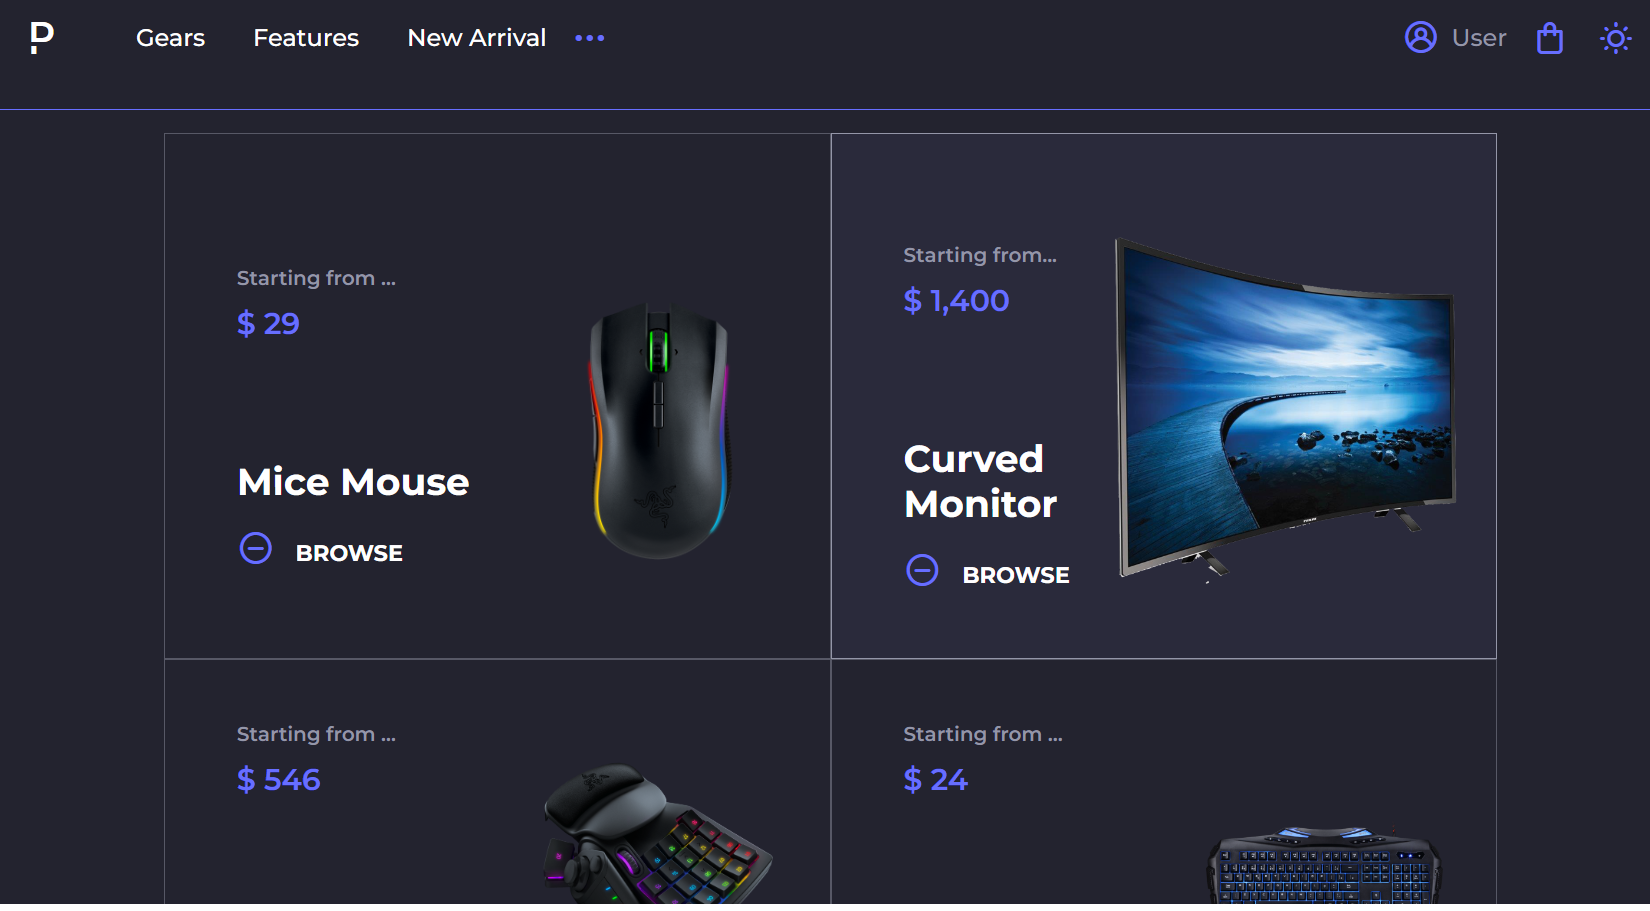 P
Gears
Features
New Arrival
User
Starting from ...
$ 29
Mice Mouse
BROWSE
Starting from...
$ 1,400
Curved
Monitor
BROWSE
Starting from ...
$ 546
Starting from ...
$ 24